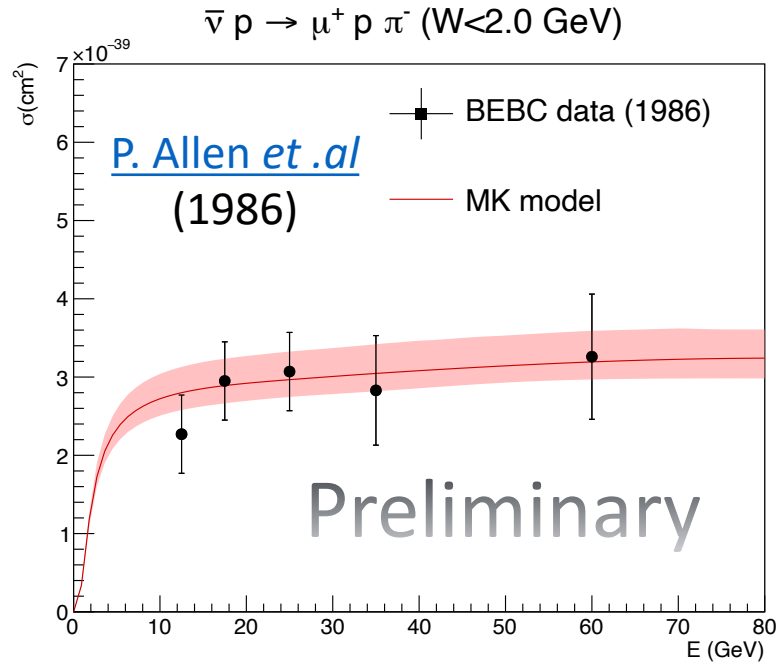 ν̅ p → μ⁺ p π⁻ (W<2.0 GeV)
×10⁻³⁹
σ(cm²)
7
6
5
4
3
2
1
0
BEBC data (1986)
MK model
P. Allen et .al
(1986)
Preliminary
0 10 20 30 40 50 60 70 80
E (GeV)